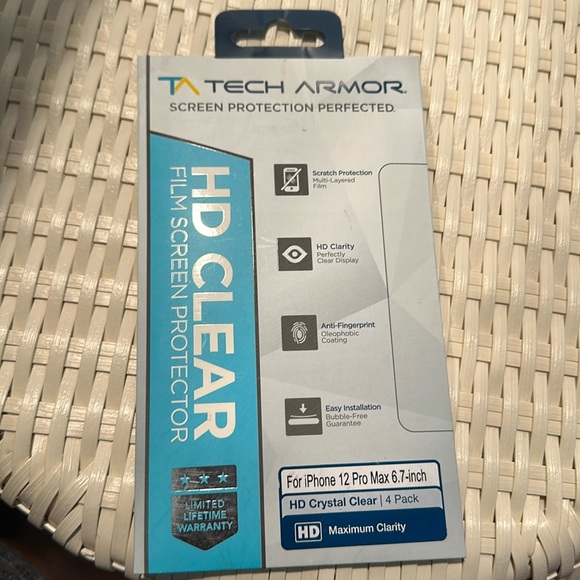 TA TECH ARMOR®
SCREEN PROTECTION PERFECTED.
HD CLEAR
FILM SCREEN PROTECTOR
Scratch Protection
Multi-Layered
Film
HD Clarity
Perfectly
Clear Display
Anti-Fingerprint
Oleophobic
Coating
Easy Installation
Bubble-Free
Guarantee
LIMITED
LIFETIME
WARRANTY
For iPhone 12 Pro Max 6.7-inch
HD Crystal Clear | 4 Pack
HD Maximum Clarity